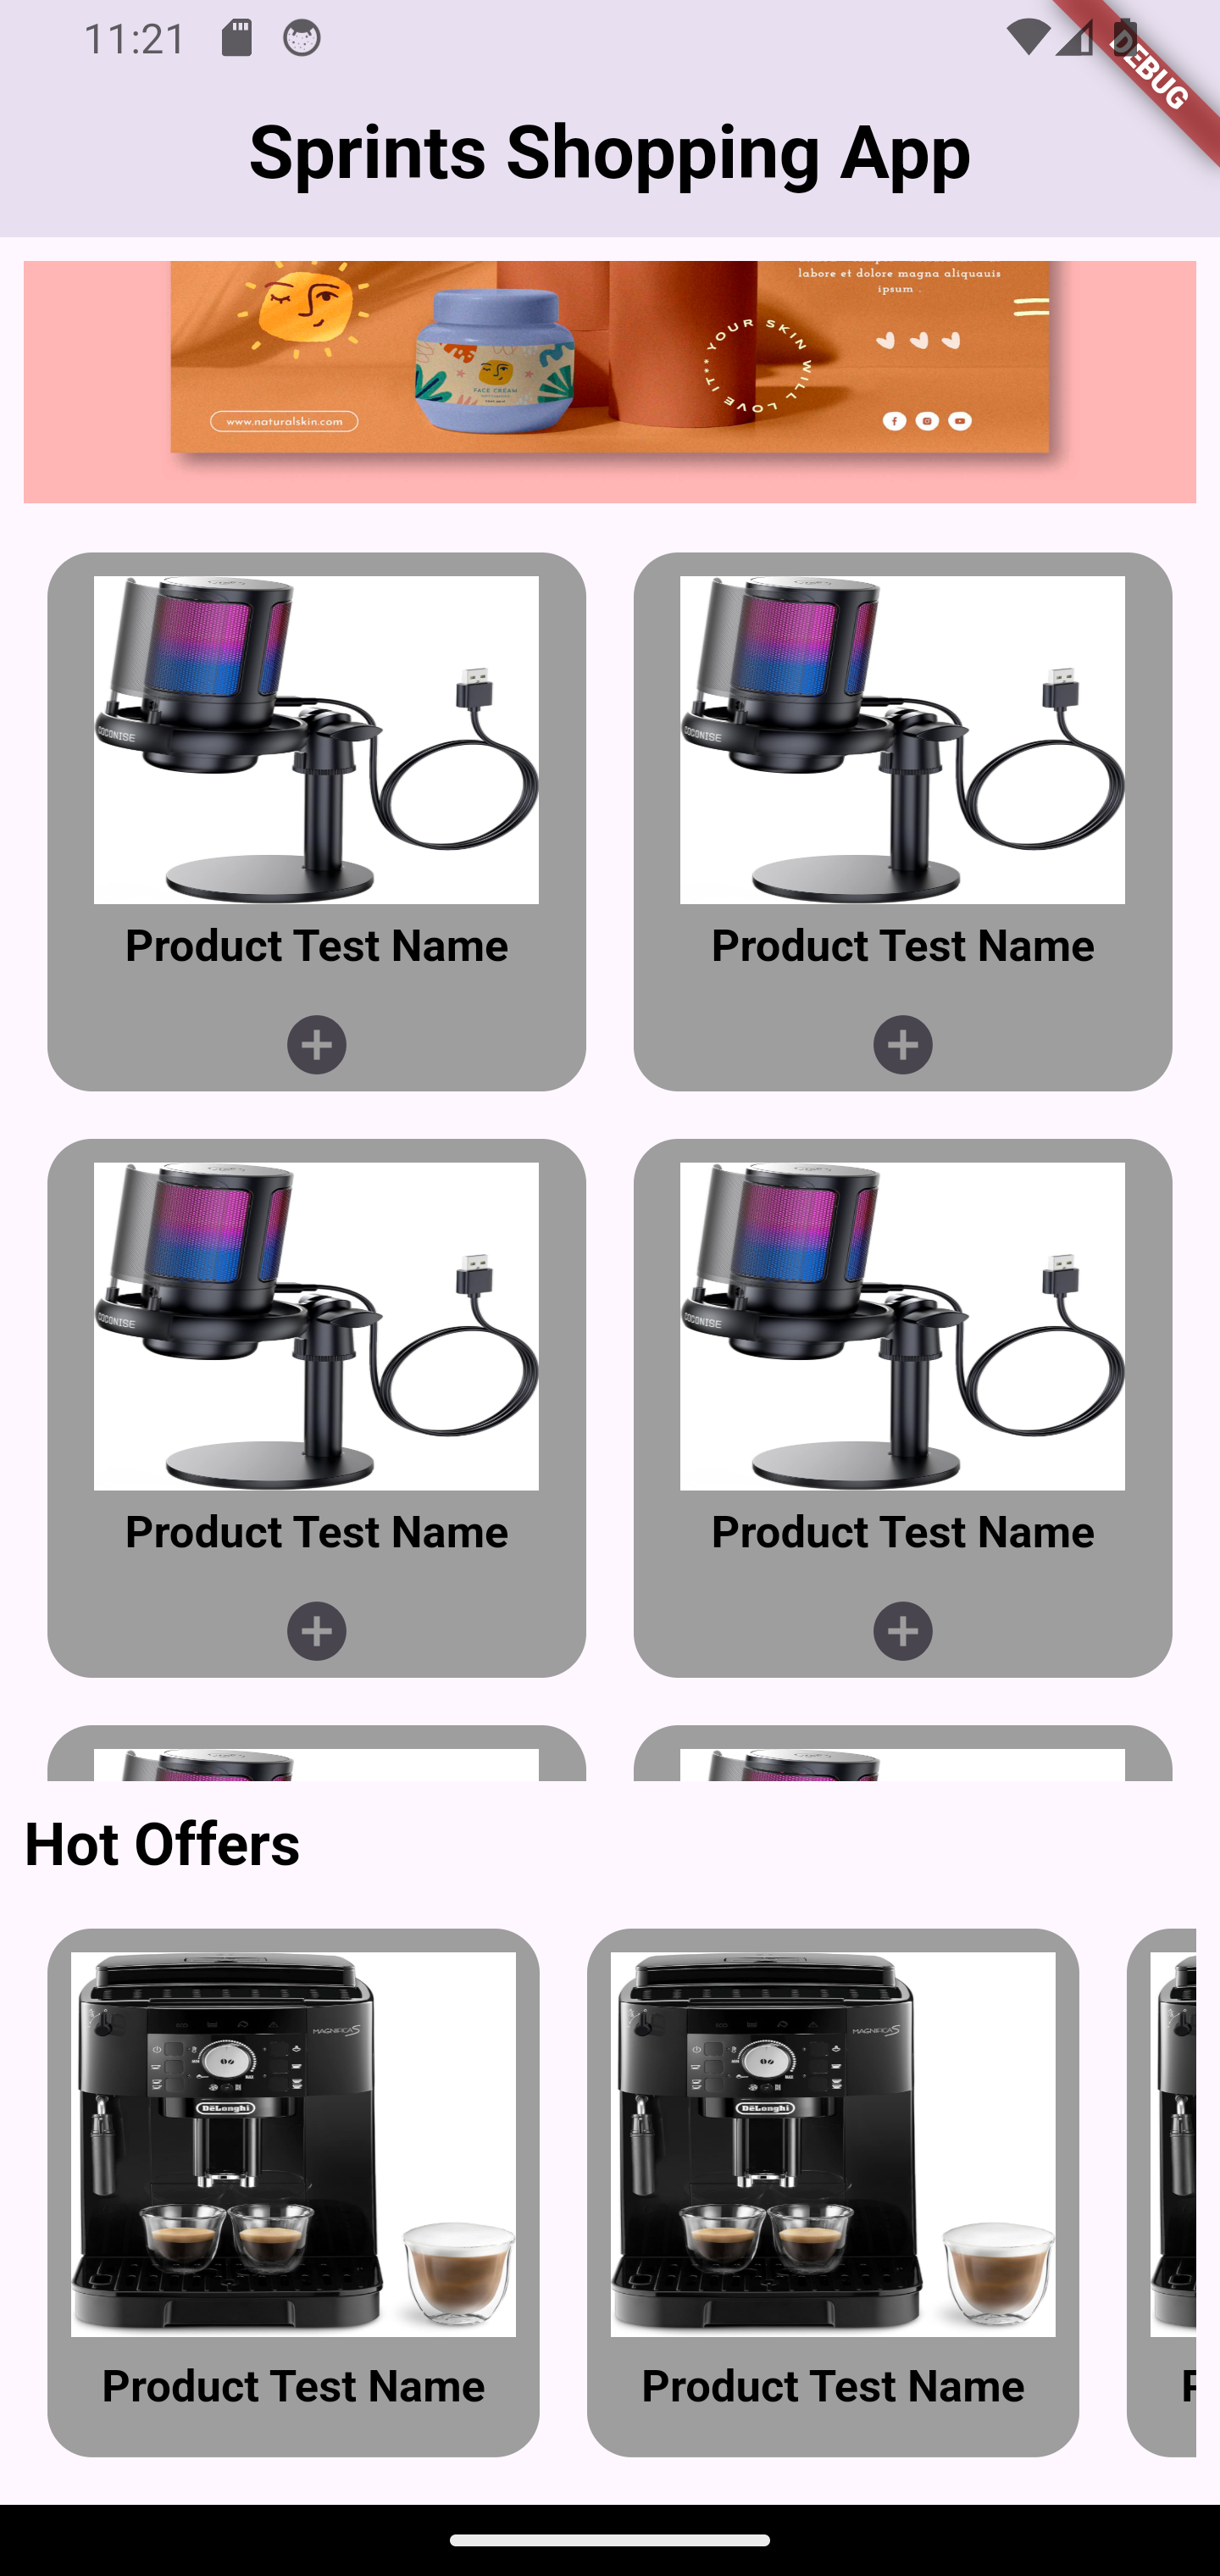 11:21
DEBUG
Sprints Shopping App
labore et dolore magna aliquauis
ipsum .
YOUR SKIN WILL LOVE IT**
FACE CREAM
www.naturalskin.com
COCONISE
COCONISE
Product Test Name
Product Test Name
COCONISE
COCONISE
Product Test Name
Product Test Name
Hot Offers
MAGNIFICA S
MAGNIFICA S
DeLonghi
DeLonghi
Product Test Name
Product Test Name
P